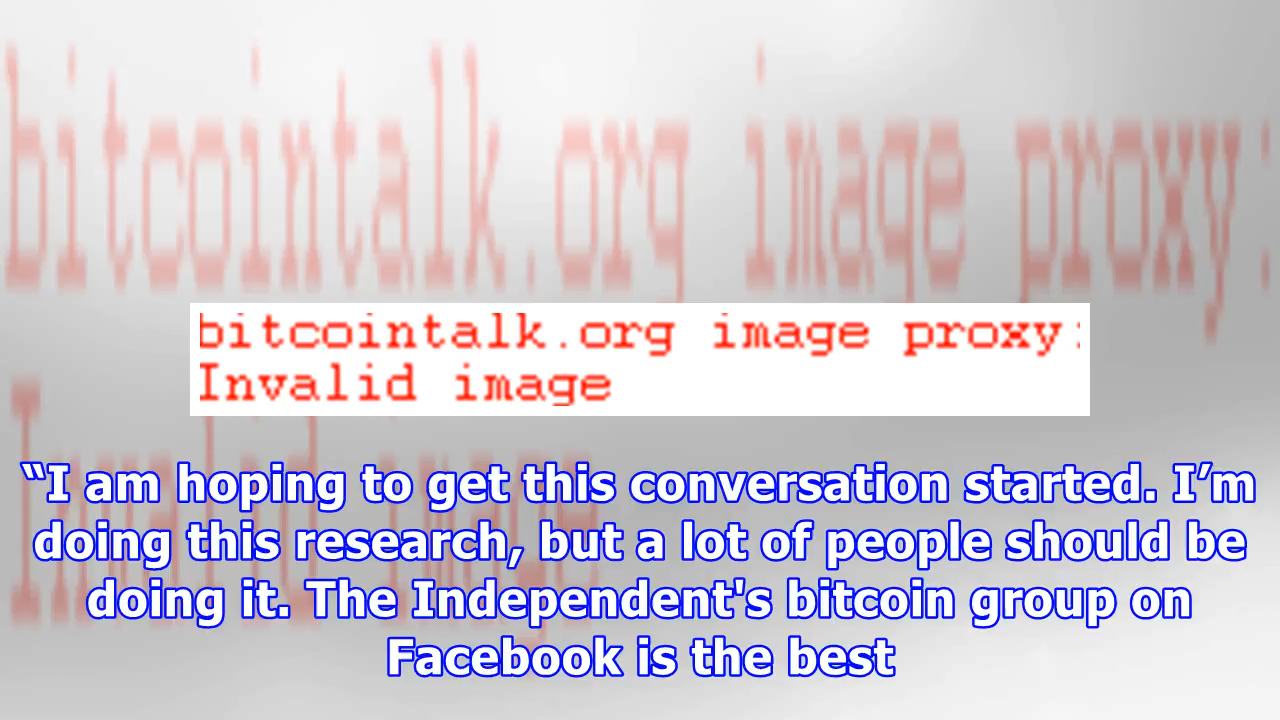 bitcointalk.org image proxy:
Invalid image
bitcointalk.org image proxy:
Invalid image
“I am hoping to get this conversation started. I’m
doing this research, but a lot of people should be
doing it. The Independent's bitcoin group on
Facebook is the best